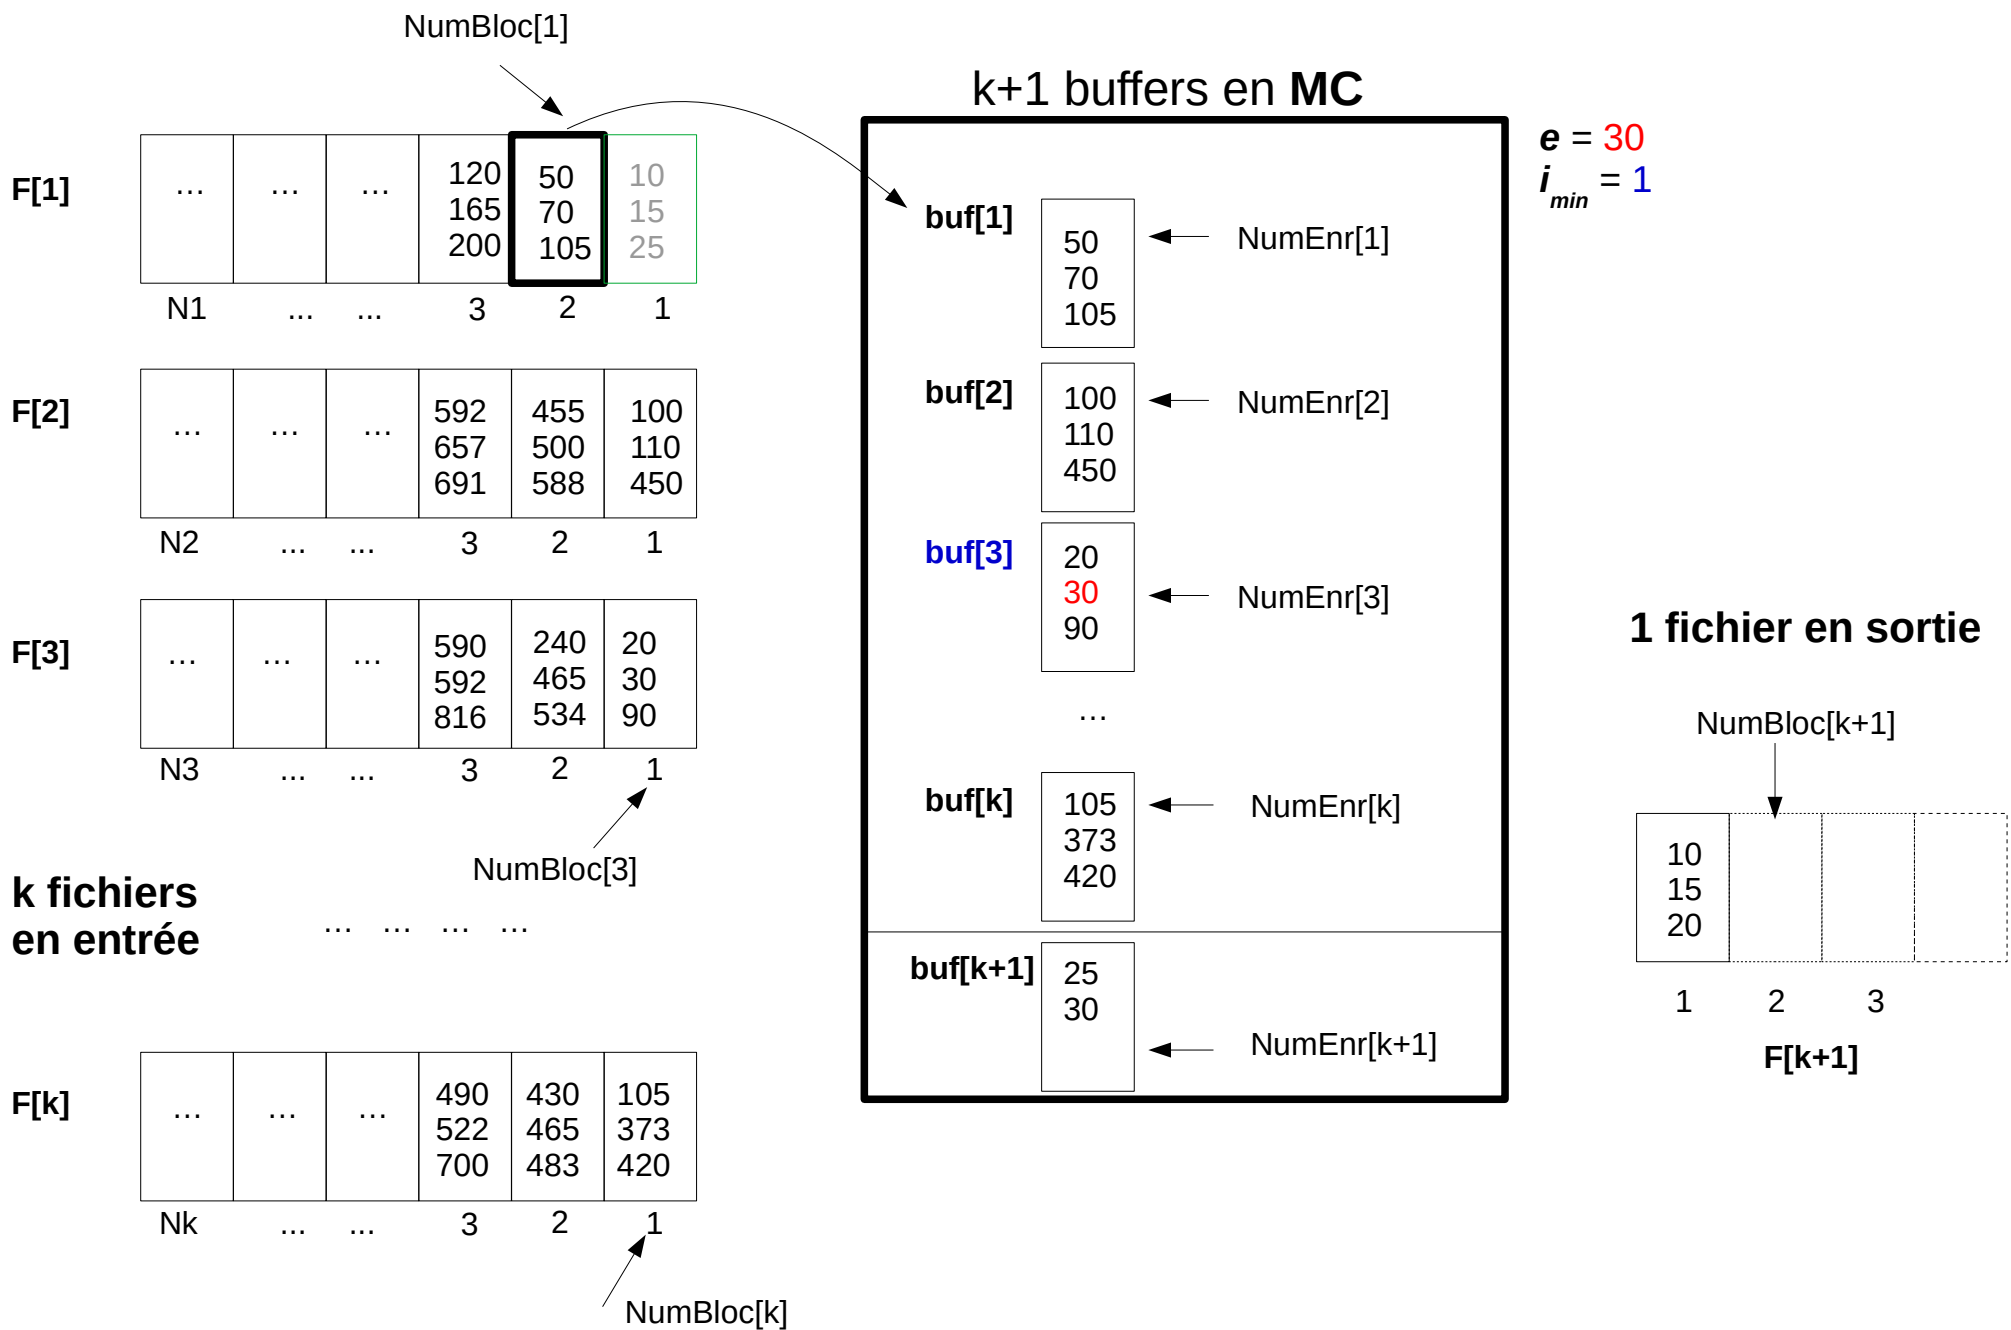 NumBloc[1]
k+1 buffers en MC
e = 30
imin = 1
F[1]
... ... ... 120 50 10
165 70 15
200 105 25
N1 ... ... 3 2 1
F[2]
... ... ... 592 455 100
657 500 110
691 588 450
N2 ... ... 3 2 1
F[3]
... ... ... 590 240 20
592 465 30
816 534 90
N3 ... ... 3 2 1
NumBloc[3]
k fichiers
en entrée
... ... ... ...
F[k]
... ... ... 490 430 105
522 465 373
700 483 420
Nk ... ... 3 2 1
NumBloc[k]
buf[1]
50
70
105
NumEnr[1]
buf[2]
100
110
450
NumEnr[2]
buf[3]
20
30
90
NumEnr[3]
...
buf[k]
105
373
420
NumEnr[k]
buf[k+1]
25
30
NumEnr[k+1]
1 fichier en sortie
NumBloc[k+1]
10
15
20
1 2 3
F[k+1]